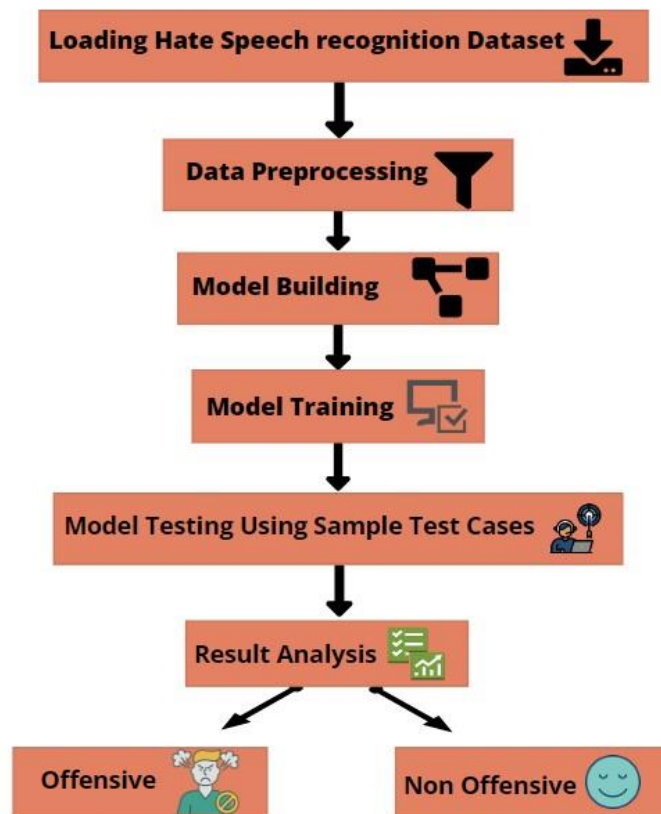 Loading Hate Speech recognition Dataset
Data Preprocessing
Model Building
Model Training
Model Testing Using Sample Test Cases
Result Analysis
Offensive
Non Offensive